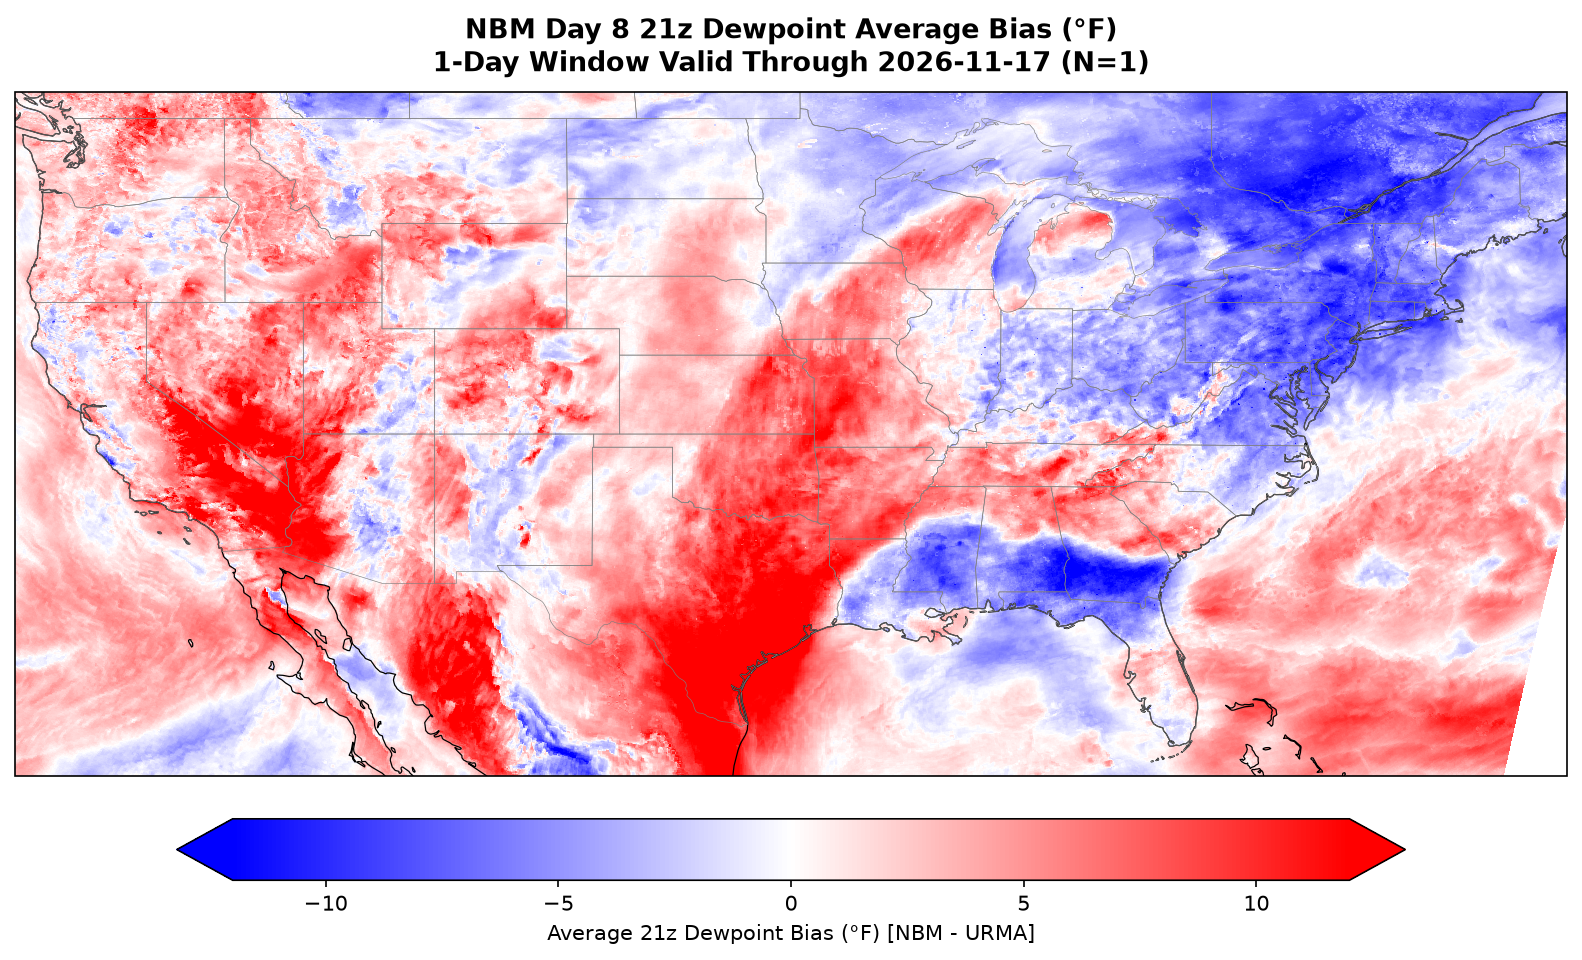 NBM Day 8 21z Dewpoint Average Bias (°F)
1-Day Window Valid Through 2026-11-17 (N=1)
−10 −5 0 5 10
Average 21z Dewpoint Bias (°F) [NBM - URMA]